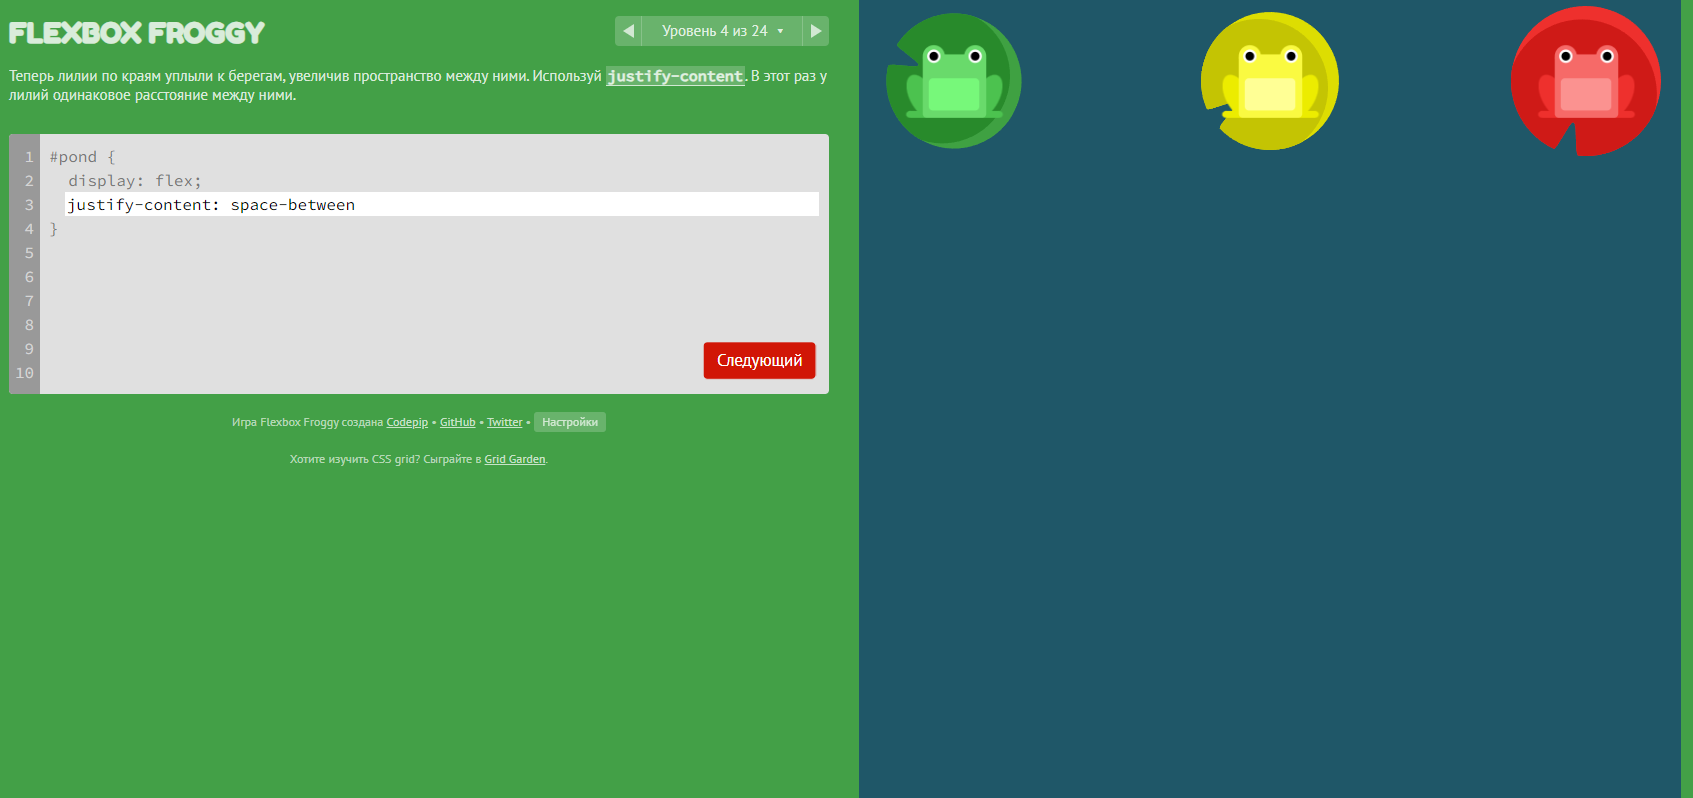 FLEXBOX FROGGY
◀ Уровень 4 из 24 ▾ ▶
Теперь лилии по краям уплыли к берегам, увеличив пространство между ними. Используй justify-content. В этот раз у
лилий одинаковое расстояние между ними.
1 #pond {
2 display: flex;
3 justify-content: space-between
4 }
5
6
7
8
9
10
Следующий
Игра Flexbox Froggy создана Codepip • GitHub • Twitter • Настройки
Хотите изучить CSS grid? Сыграйте в Grid Garden.